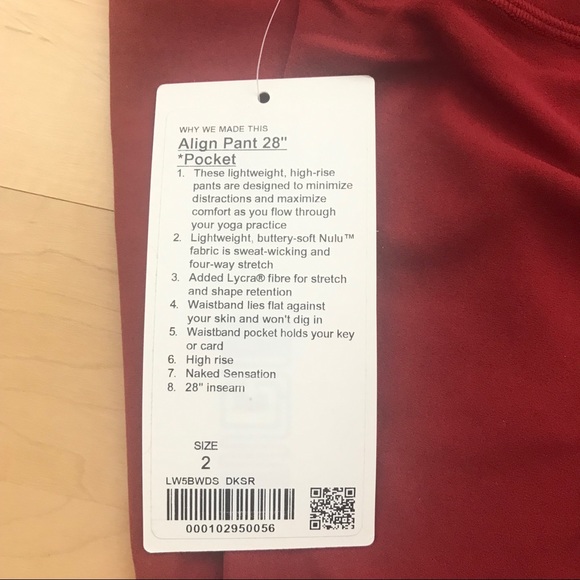 WHY WE MADE THIS
Align Pant 28"
*Pocket
1. These lightweight, high-rise
pants are designed to minimize
distractions and maximize
comfort as you flow through
your yoga practice
2. Lightweight, buttery-soft Nulu™
fabric is sweat-wicking and
four-way stretch
3. Added Lycra® fibre for stretch
and shape retention
4. Waistband lies flat against
your skin and won't dig in
5. Waistband pocket holds your key
or card
6. High rise
7. Naked Sensation
8. 28" inseam
SIZE
2
LW5BWDS DKSR
000102950056